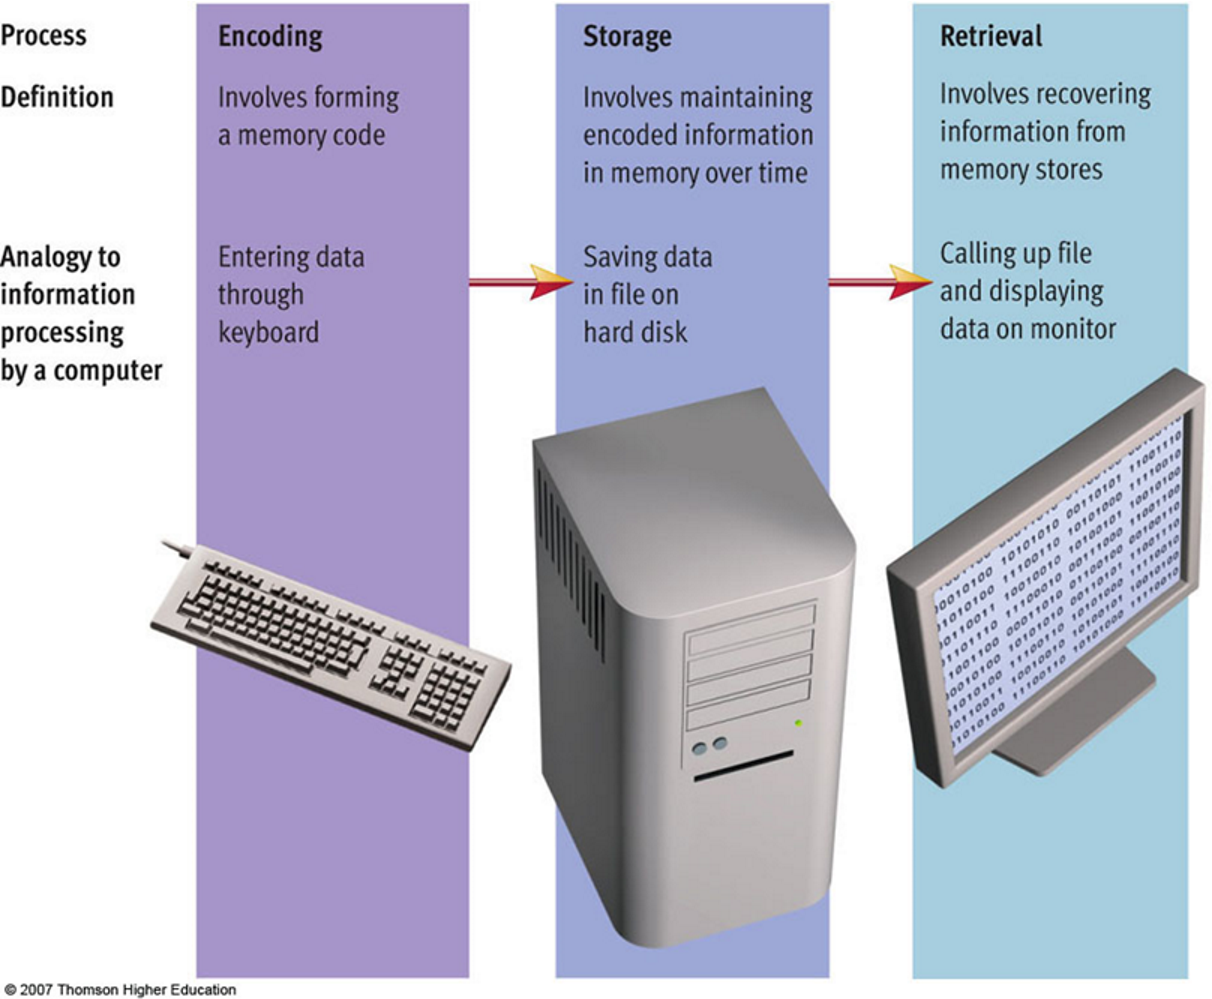 Process
Encoding
Storage
Retrieval
Definition
Involves forming
a memory code
Involves maintaining
encoded information
in memory over time
Involves recovering
information from
memory stores
Analogy to
information
processing
by a computer
Entering data
through
keyboard
Saving data
in file on
hard disk
Calling up file
and displaying
data on monitor
© 2007 Thomson Higher Education